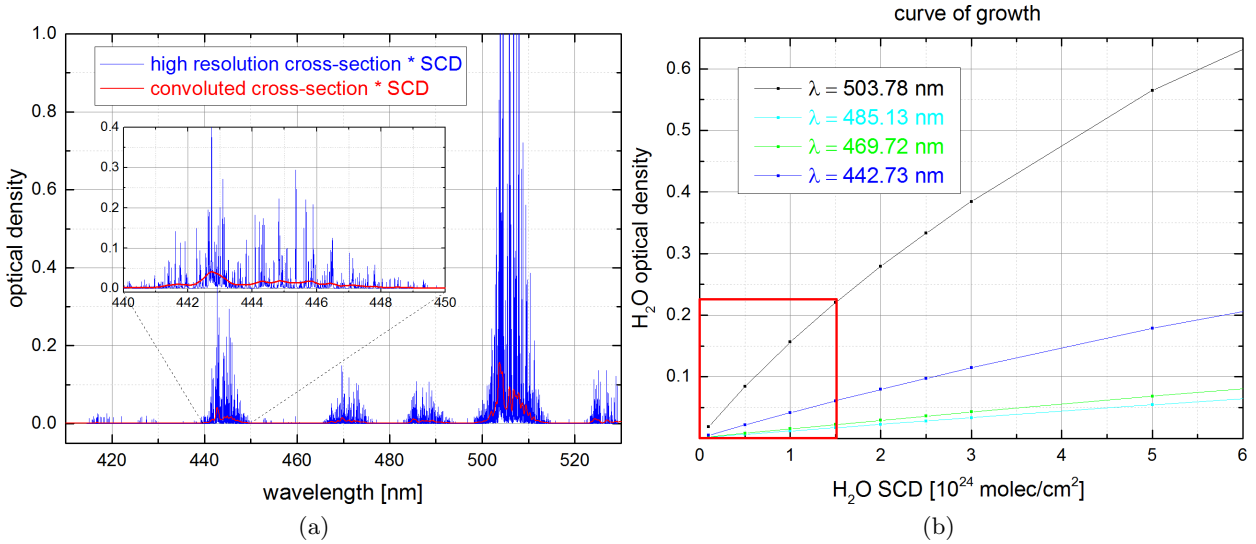 curve of growth
1.0
0.8
0.6
0.4
0.2
0.0
optical density
high resolution cross-section * SCD
convoluted cross-section * SCD
0.4
0.3
0.2
0.1
0.0
440 442 444 446 448 450
420 440 460 480 500 520
wavelength [nm]
(a)
0.6
0.5
0.4
0.3
0.2
0.1
H₂O optical density
λ = 503.78 nm
λ = 485.13 nm
λ = 469.72 nm
λ = 442.73 nm
0 1 2 3 4 5 6
H₂O SCD [10²⁴ molec/cm²]
(b)